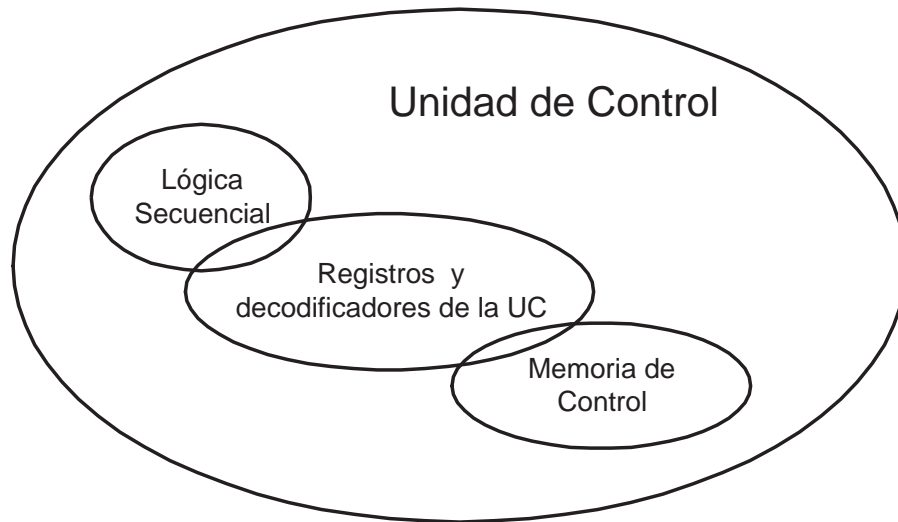 Unidad de Control
Lógica
Secuencial
Registros y
decodificadores de la UC
Memoria de
Control